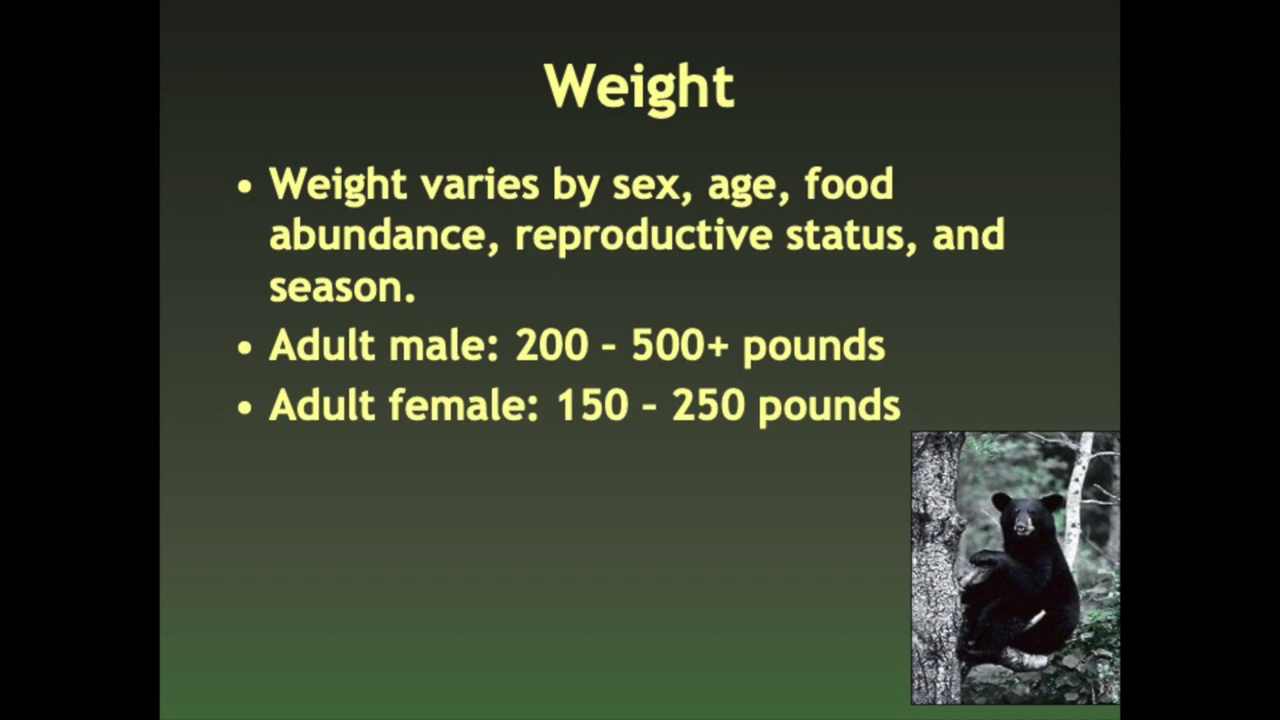 Weight
• Weight varies by sex, age, food
abundance, reproductive status, and
season.
• Adult male: 200 – 500+ pounds
• Adult female: 150 – 250 pounds